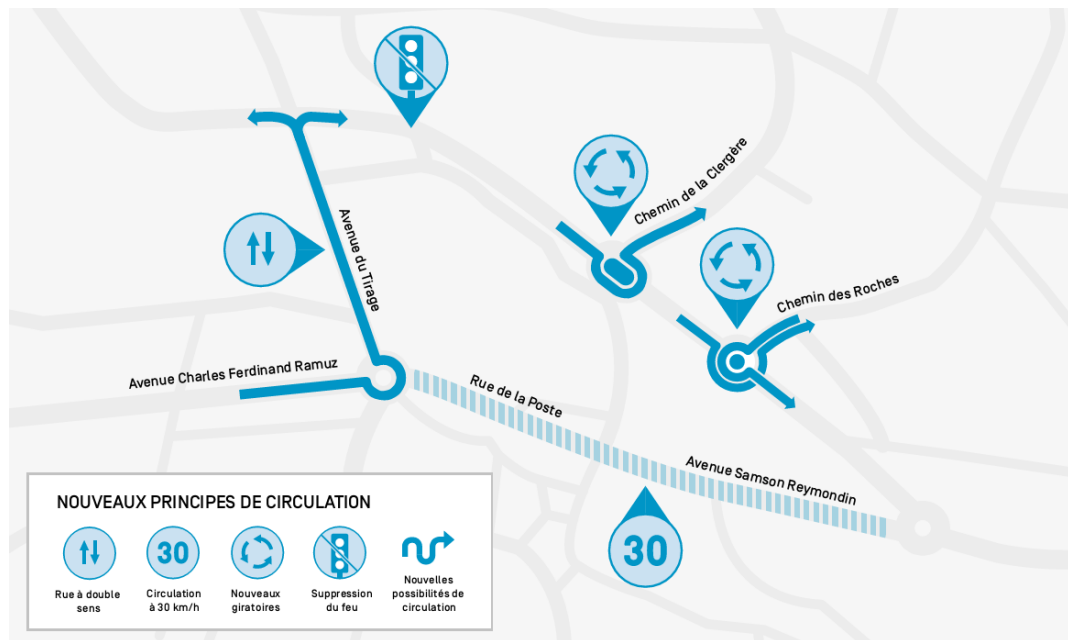 Chemin de la Clergère
Avenue du Tirage
Chemin des Roches
Avenue Charles Ferdinand Ramuz
Rue de la Poste
Avenue Samson Reymondin
30
NOUVEAUX PRINCIPES DE CIRCULATION
30
Rue à double
sens
Circulation
à 30 km/h
Nouveaux
giratoires
Suppression
du feu
Nouvelles
possibilités de
circulation